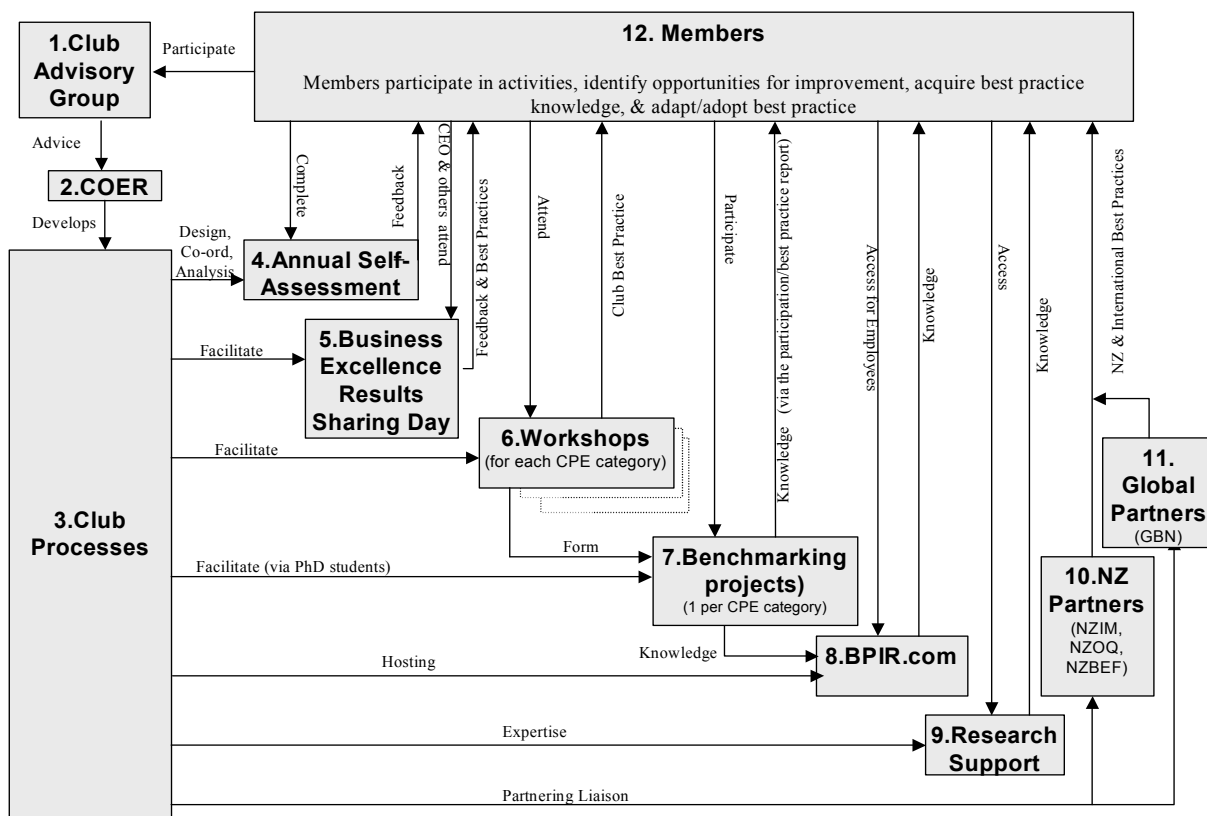 1.Club
Advisory
Group
Participate
12. Members
Members participate in activities, identify opportunities for improvement, acquire best practice
knowledge, & adapt/adopt best practice
Advice
2.COER
Develops
Complete
Feedback
CEO & others attend
Feedback & Best Practices
Attend
Club Best Practice
Participate
Knowledge (via the participation/best practice report)
Access for Employees
Knowledge
Access
Knowledge
NZ & International Best Practices
Design,
Co-ord,
Analysis
4.Annual Self-
Assessment
Facilitate
5.Business
Excellence
Results
Sharing Day
Facilitate
6.Workshops
(for each CPE category)
11.
Global
Partners
(GBN)
3.Club
Processes
Form
Facilitate (via PhD students)
7.Benchmarking
projects)
(1 per CPE category)
10.NZ
Partners
(NZIM,
NZOQ,
NZBEF)
Knowledge
Hosting
8.BPIR.com
Expertise
9.Research
Support
Partnering Liaison